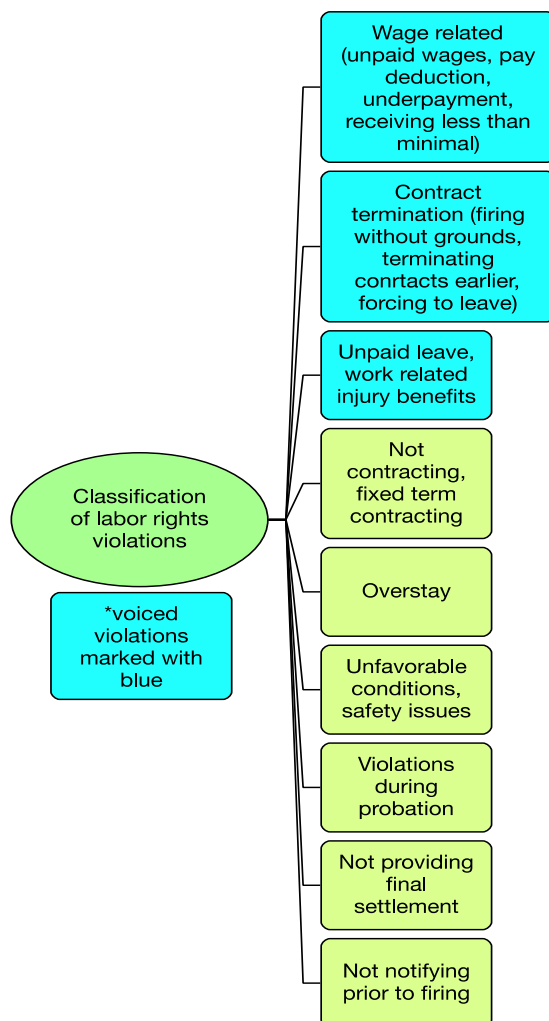 Wage related
(unpaid wages, pay
deduction,
underpayment,
receiving less than
minimal)
Contract
termination (firing
without grounds,
terminating
conrtacts earlier,
forcing to leave)
Unpaid leave,
work related
injury benefits
Not
contracting,
fixed term
contracting
Classification
of labor rights
violations
Overstay
*voiced
violations
marked with
blue
Unfavorable
conditions,
safety issues
Violations
during
probation
Not providing
final
settlement
Not notifying
prior to firing